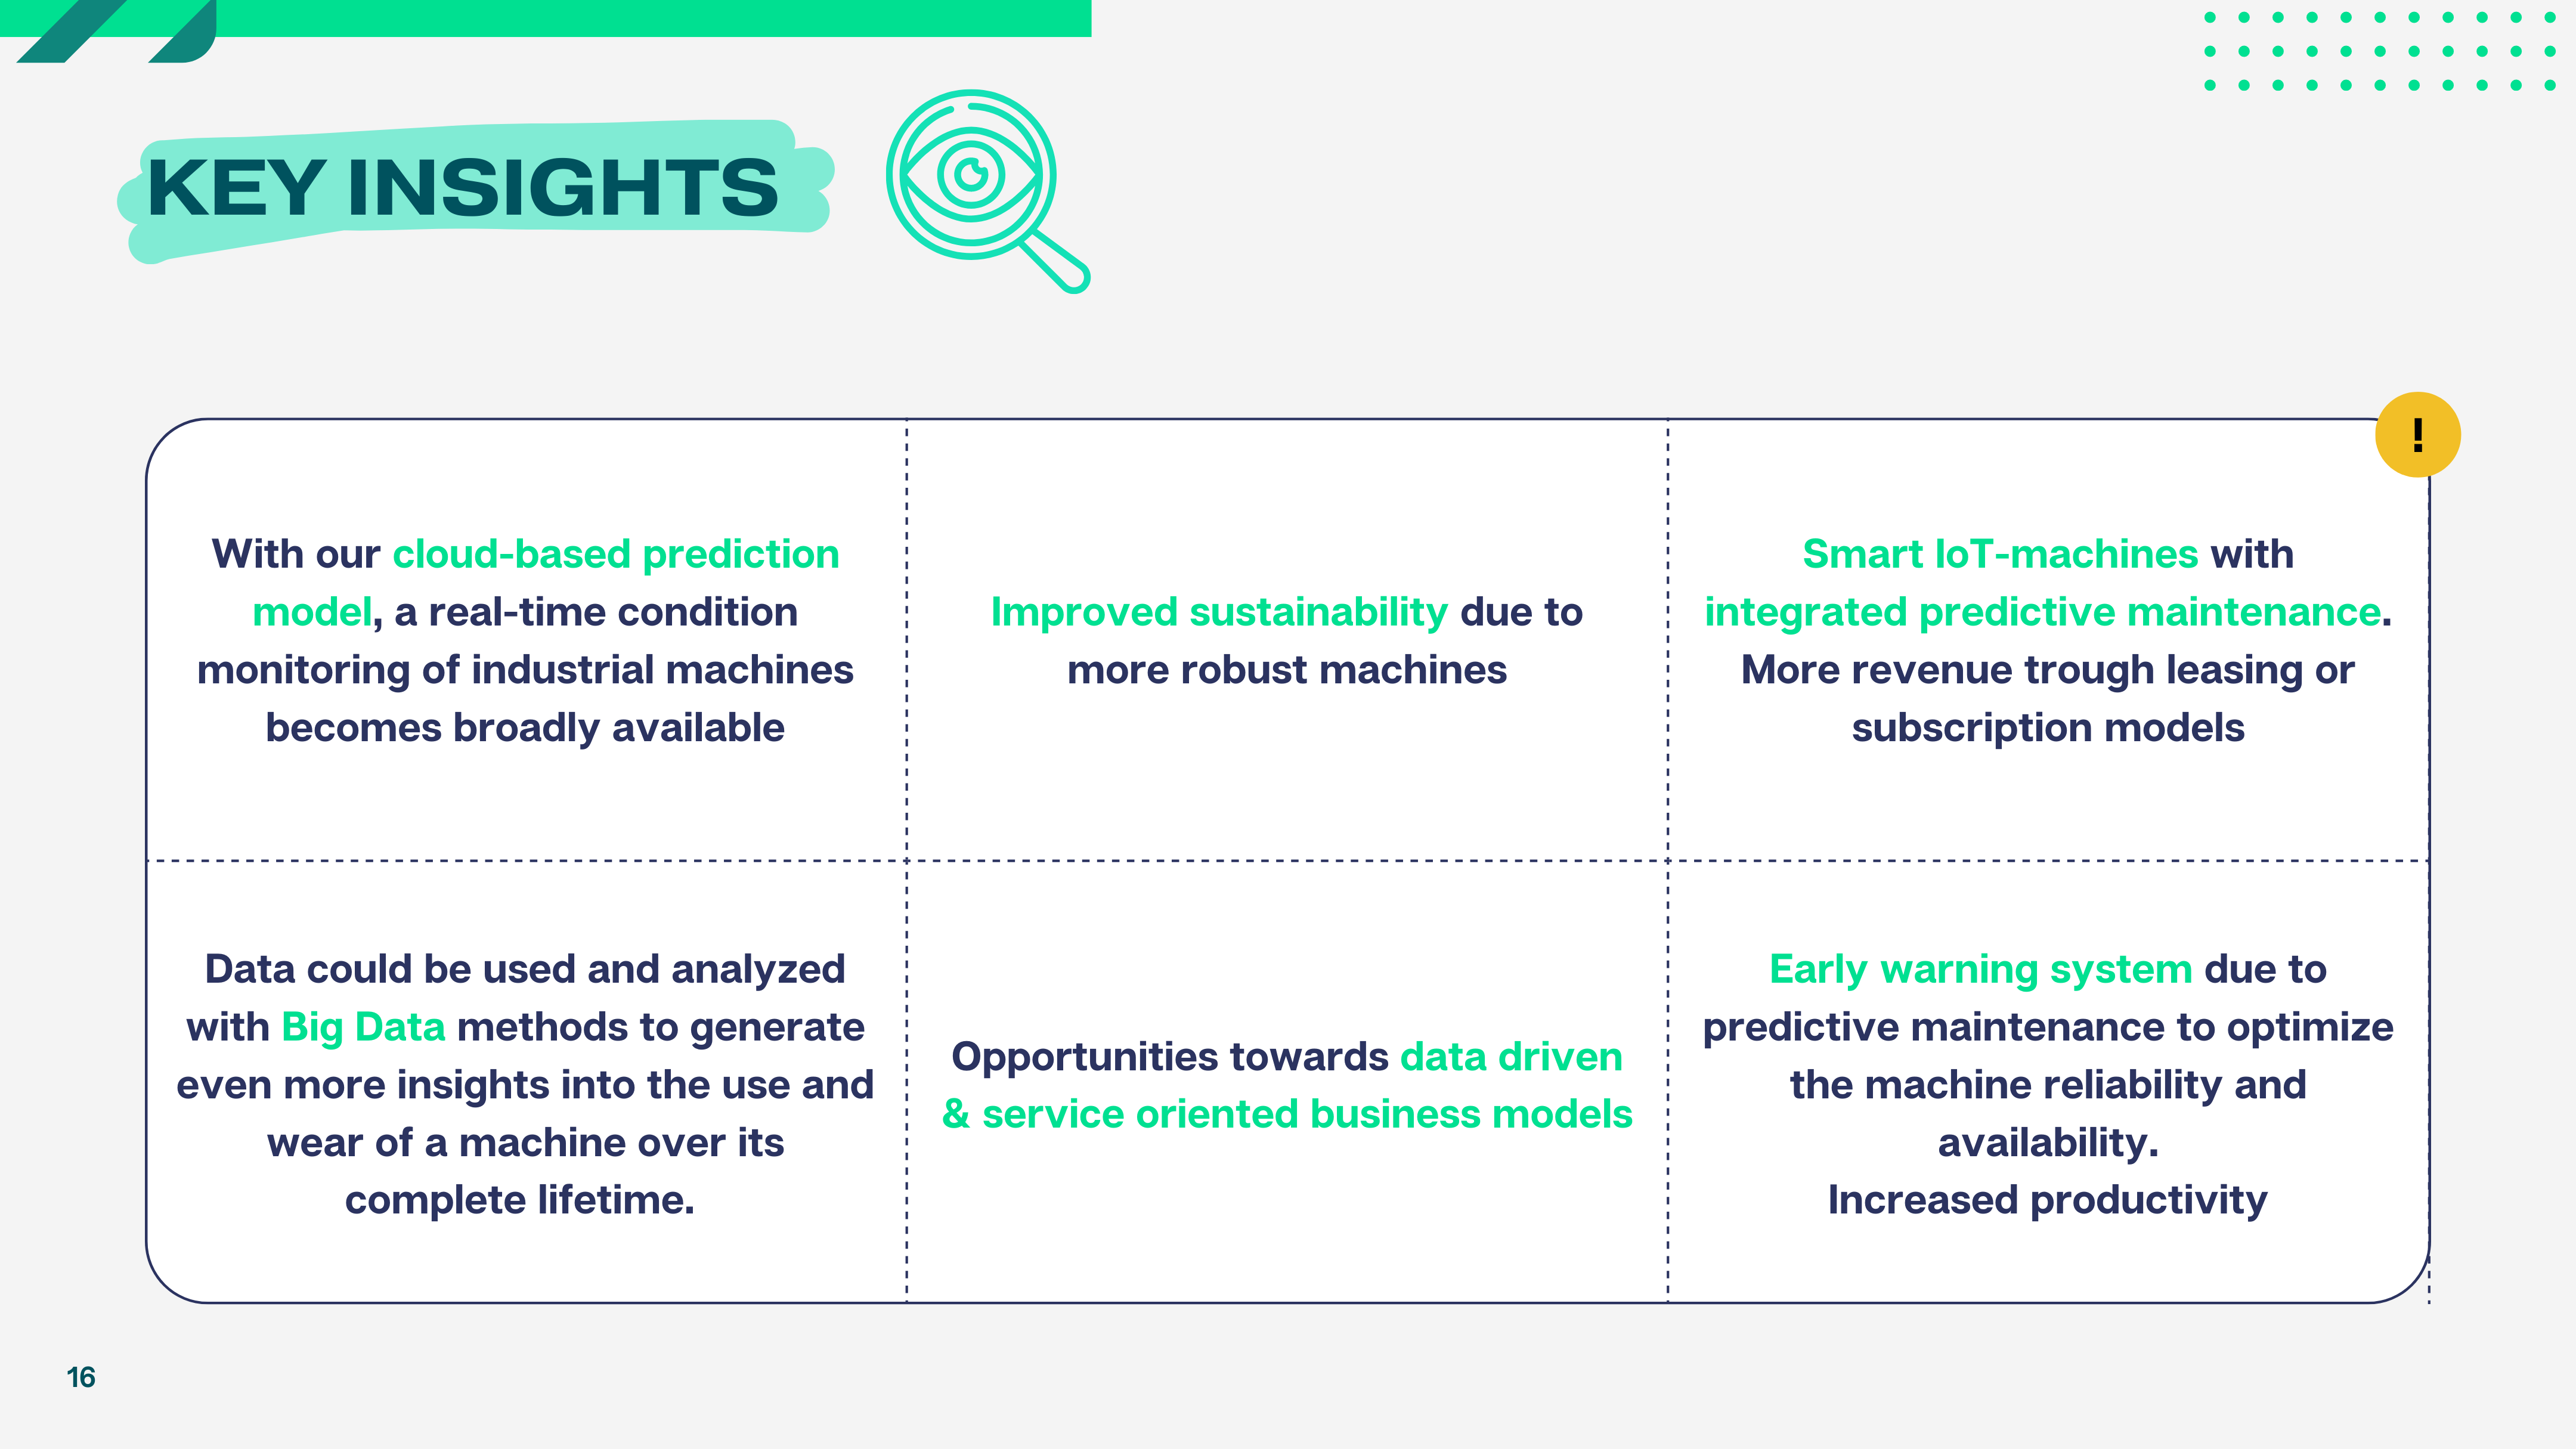 KEY INSIGHTS
!
With our cloud-based prediction
model, a real-time condition
monitoring of industrial machines
becomes broadly available
Improved sustainability due to
more robust machines
Smart IoT-machines with
integrated predictive maintenance.
More revenue trough leasing or
subscription models
Data could be used and analyzed
with Big Data methods to generate
even more insights into the use and
wear of a machine over its
complete lifetime.
Opportunities towards data driven
& service oriented business models
Early warning system due to
predictive maintenance to optimize
the machine reliability and
availability.
Increased productivity
16